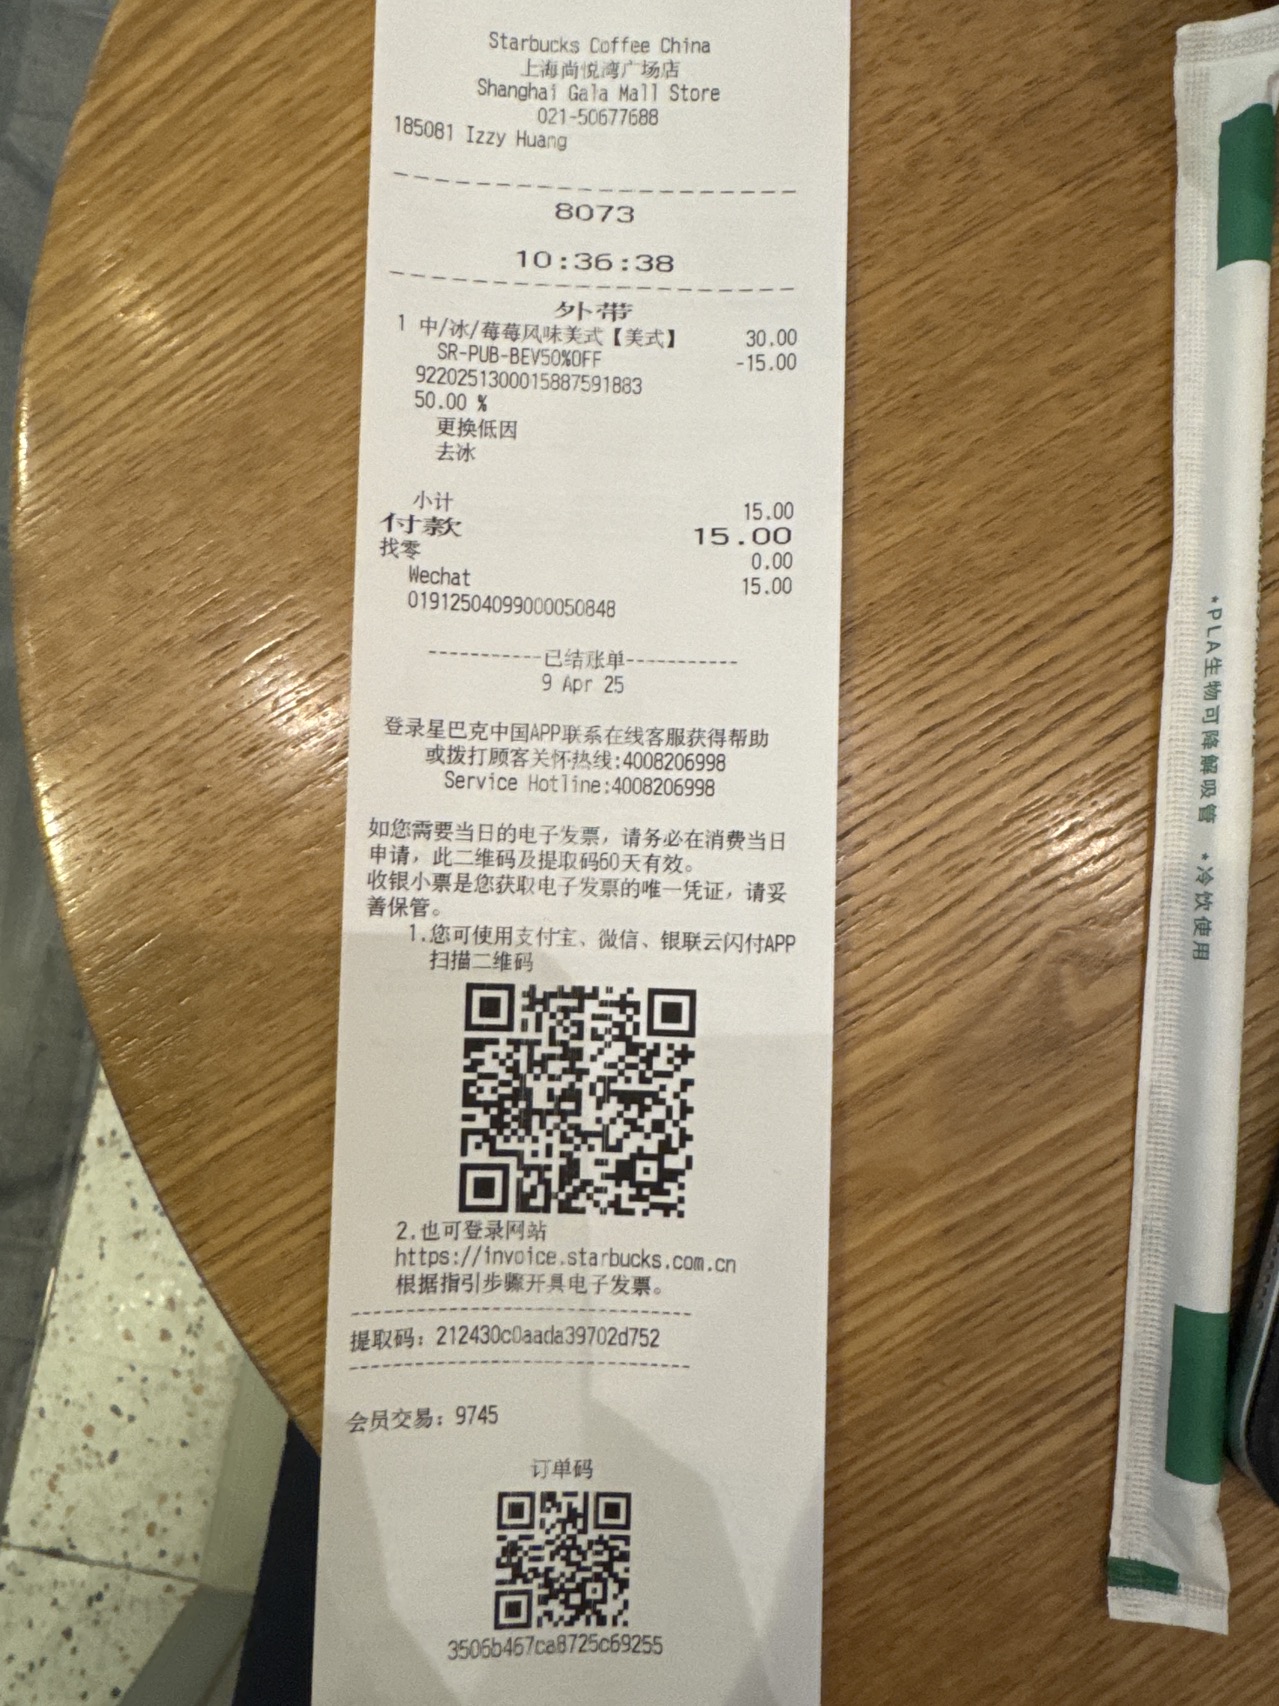 Starbucks Coffee China
上海尚悦湾广场店
Shanghai Gala Mall Store
021-50677688
185081 Izzy Huang
8073
10:36:38
外带
1 中/冰/莓莓风味美式【美式】 30.00
SR-PUB-BEV50%OFF -15.00
9220251300015887591883
50.00 %
更换低因
去冰
小计 15.00
付款 15.00
找零 0.00
Wechat 15.00
01912504099000050848
-----------已结账单-----------
9 Apr 25
登录星巴克中国APP联系在线客服获得帮助
或拨打顾客关怀热线:4008206998
Service Hotline:4008206998
如您需要当日的电子发票，请务必在消费当日
申请，此二维码及提取码60天有效。
收银小票是您获取电子发票的唯一凭证，请妥
善保管。
1.您可使用支付宝、微信、银联云闪付APP
扫描二维码
2.也可登录网站
https://invoice.starbucks.com.cn
根据指引步骤开具电子发票。
提取码：212430c0aada39702d752
会员交易：9745
订单码
3506b467ca8725c69255
*PLA生物可降解吸管 *冷饮使用